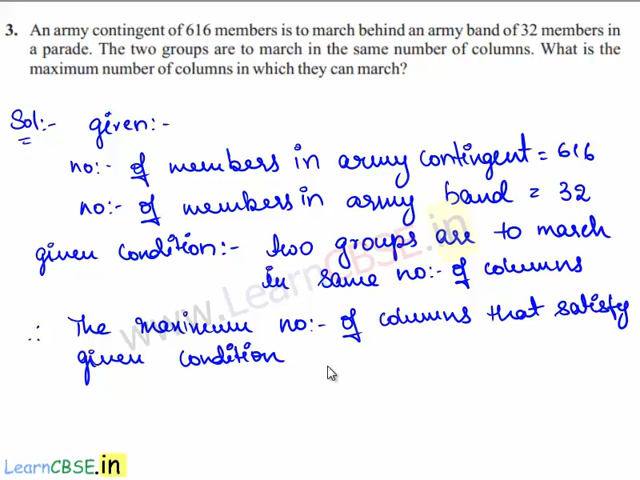 3. An army contingent of 616 members is to march behind an army band of 32 members in
a parade. The two groups are to march in the same number of columns. What is the
maximum number of columns in which they can march?
Sol:- given:-
no:- of members in army contingent = 616
no:- of members in army band = 32
given condition:- two groups are to march
in same no:- of columns
∴ The maximum no:- of columns that satisfy
given condition
www.LearnCBSE.in
LearnCBSE.in